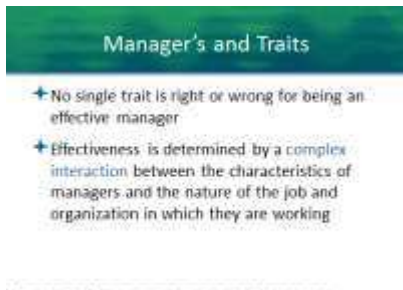 Manager's and Traits
No single trait is right or wrong for being an
effective manager
Effectiveness is determined by a complex
interaction between the characteristics of
managers and the nature of the job and
organization in which they are working